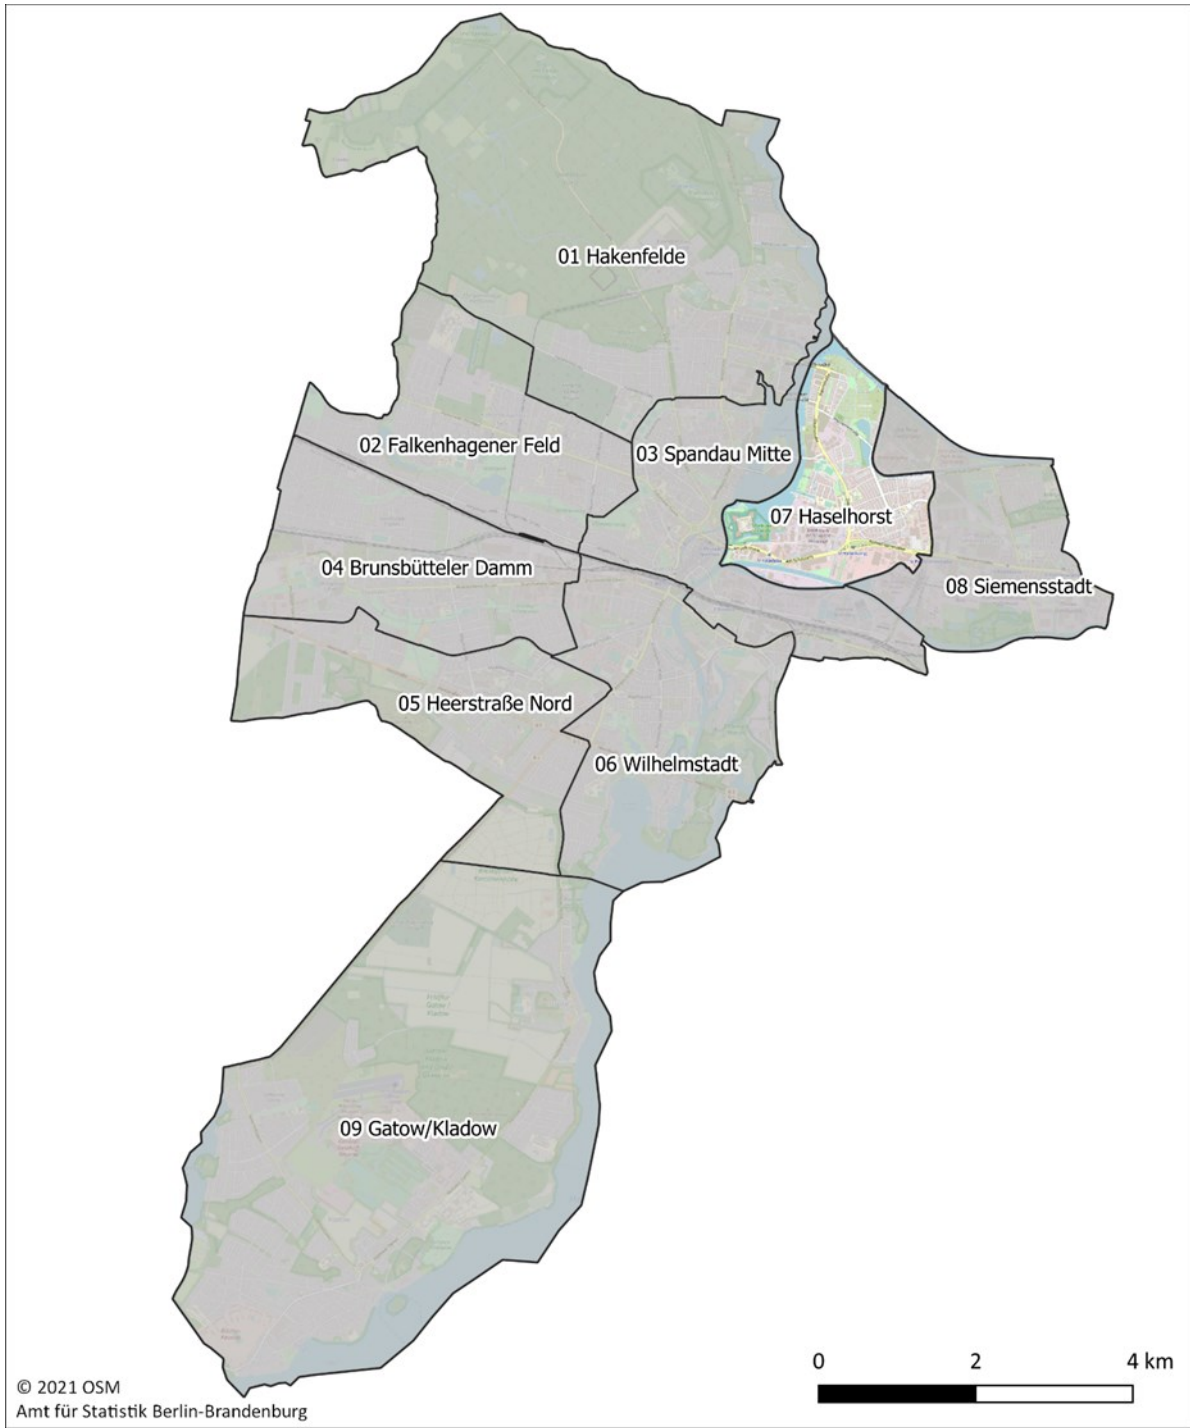 01 Hakenfelde
02 Falkenhagener Feld
03 Spandau Mitte
07 Haselhorst
04 Brunsbütteler Damm
08 Siemensstadt
05 Heerstraße Nord
06 Wilhelmstadt
09 Gatow/Kladow
0 2 4 km
© 2021 OSM
Amt für Statistik Berlin-Brandenburg